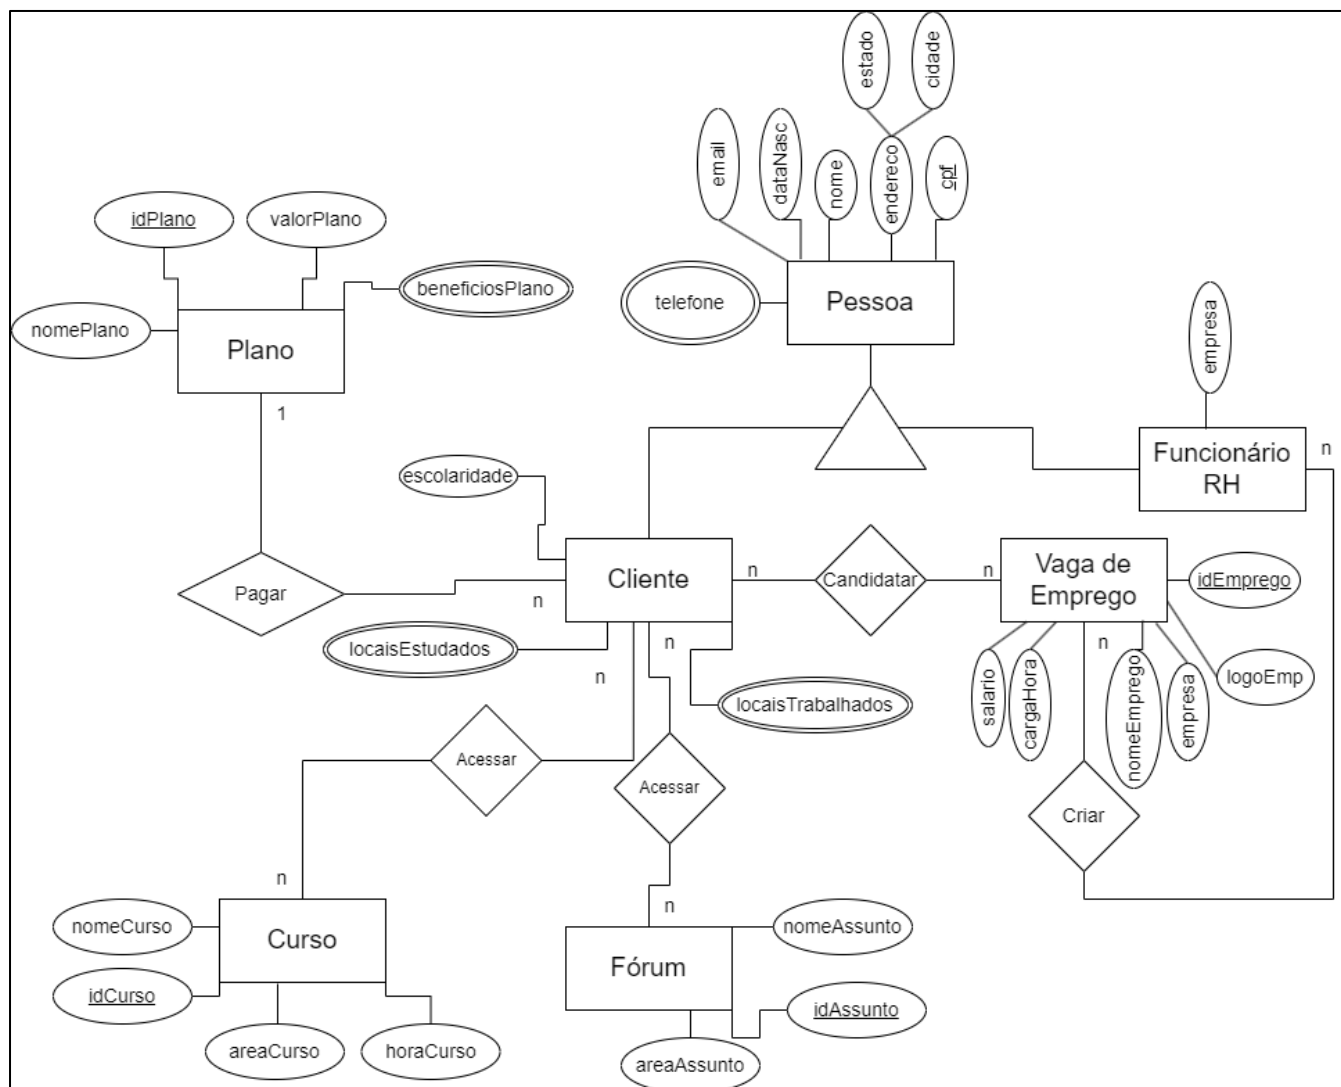 estado
cidade
email
dataNasc
nome
endereco
cpf
idPlano
valorPlano
beneficiosPlano
telefone
Pessoa
nomePlano
Plano
empresa
1
n
Funcionário
RH
escolaridade
Cliente
n
Candidatar
n
Vaga de
Emprego
idEmprego
Pagar
n
locaisEstudados
n
n
n
salario
cargaHora
nomeEmprego
empresa
logoEmp
locaisTrabalhados
Acessar
Acessar
Criar
n
n
nomeCurso
Curso
Fórum
nomeAssunto
idCurso
idAssunto
areaCurso
horaCurso
areaAssunto